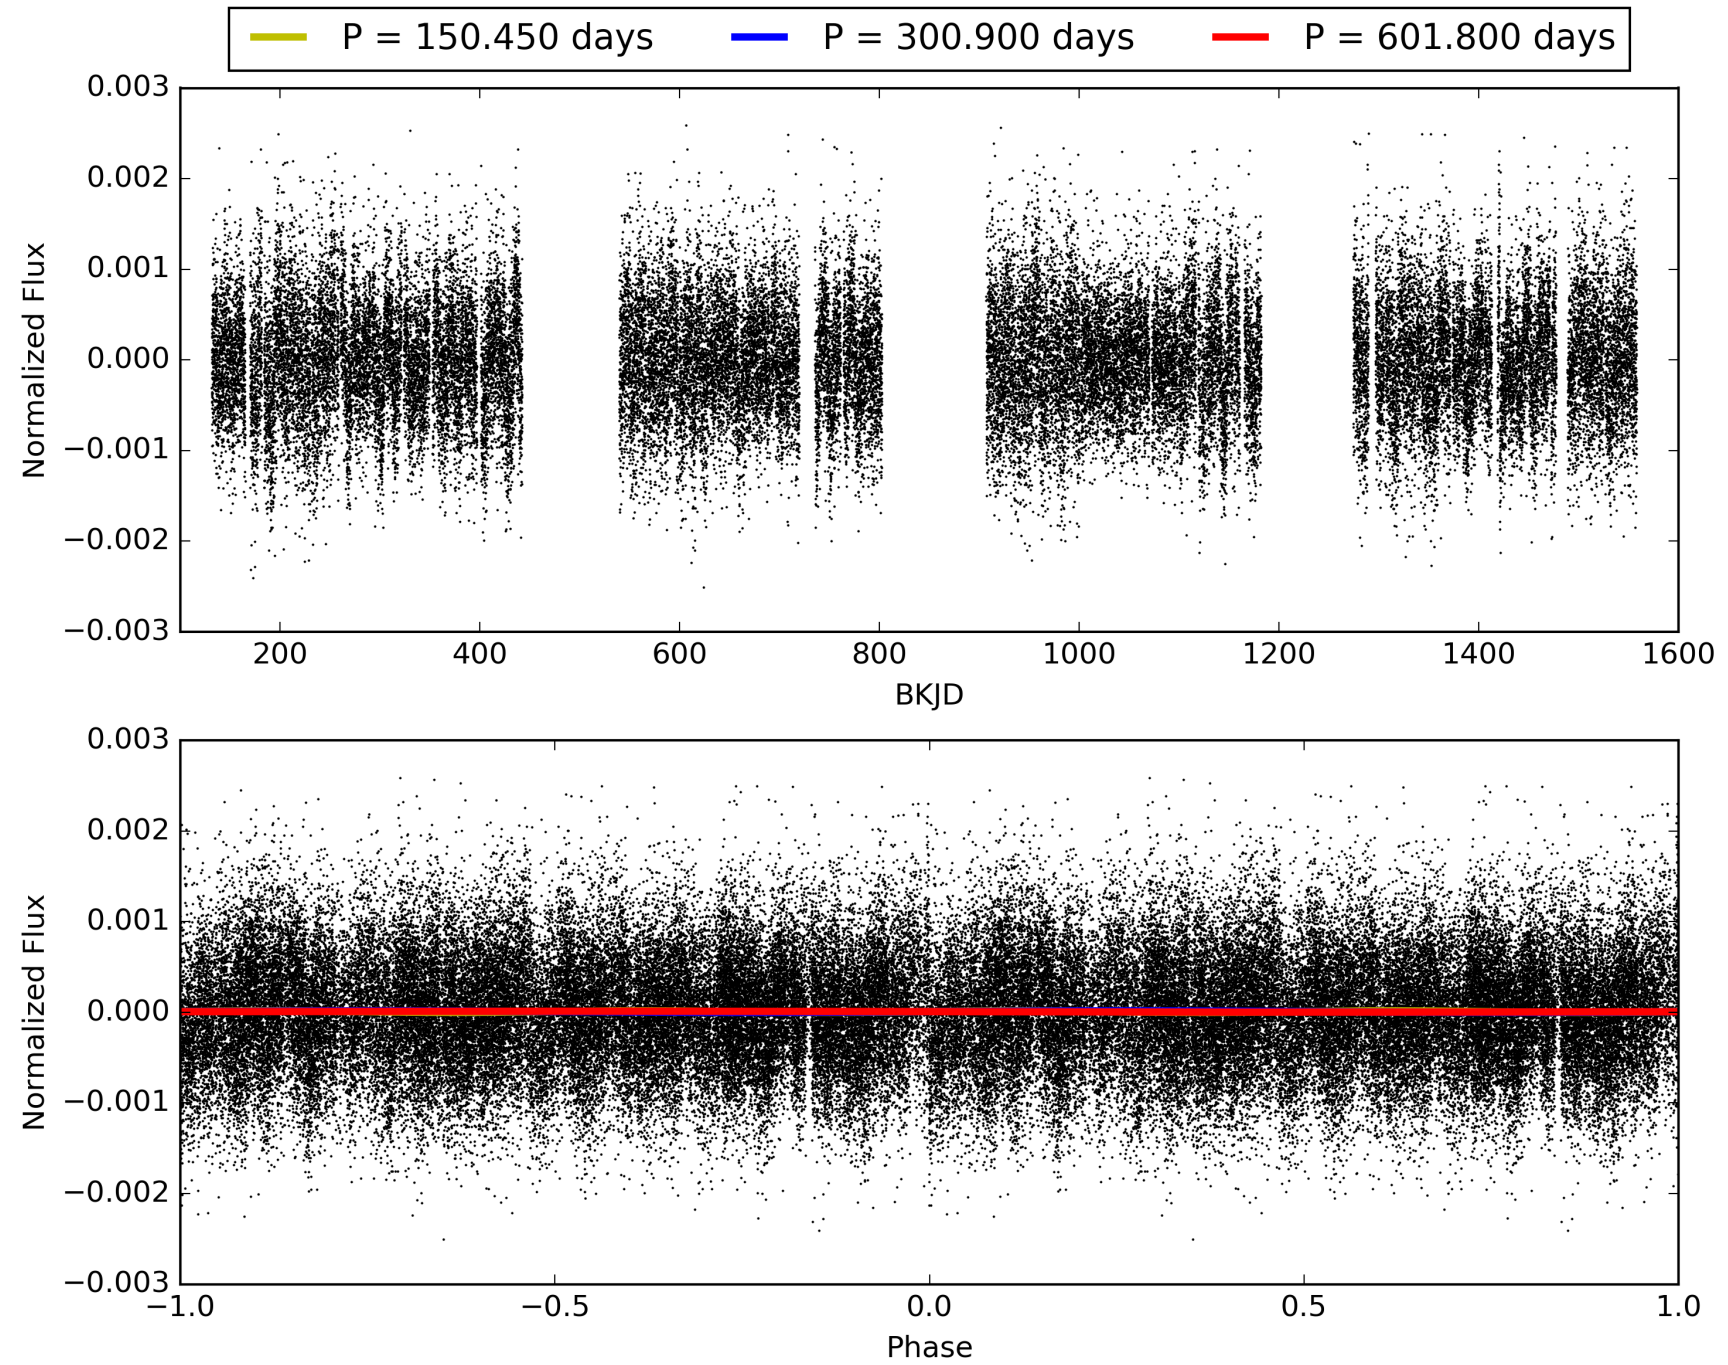 P = 150.450 days P = 300.900 days P = 601.800 days
0.003
0.002
0.001
0.000
−0.001
−0.002
−0.003
Normalized Flux
200 400 600 800 1000 1200 1400 1600
BKJD
0.003
0.002
0.001
0.000
−0.001
−0.002
−0.003
Normalized Flux
−1.0 −0.5 0.0 0.5 1.0
Phase